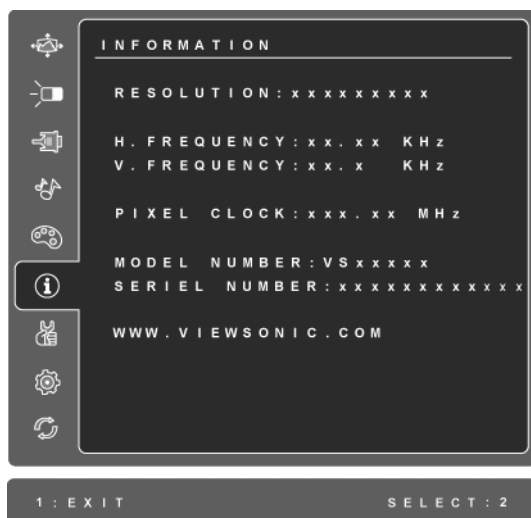 INFORMATION
RESOLUTION:xxxxxxxxx
H. FREQUENCY:xx.xx KHz
V. FREQUENCY:xx.x KHz
PIXEL CLOCK:xxx.xx MHz
MODEL NUMBER:VSxxxxx
SERIEL NUMBER:xxxxxxxxxxxx
WWW.VIEWSONIC.COM
1:EXIT SELECT:2